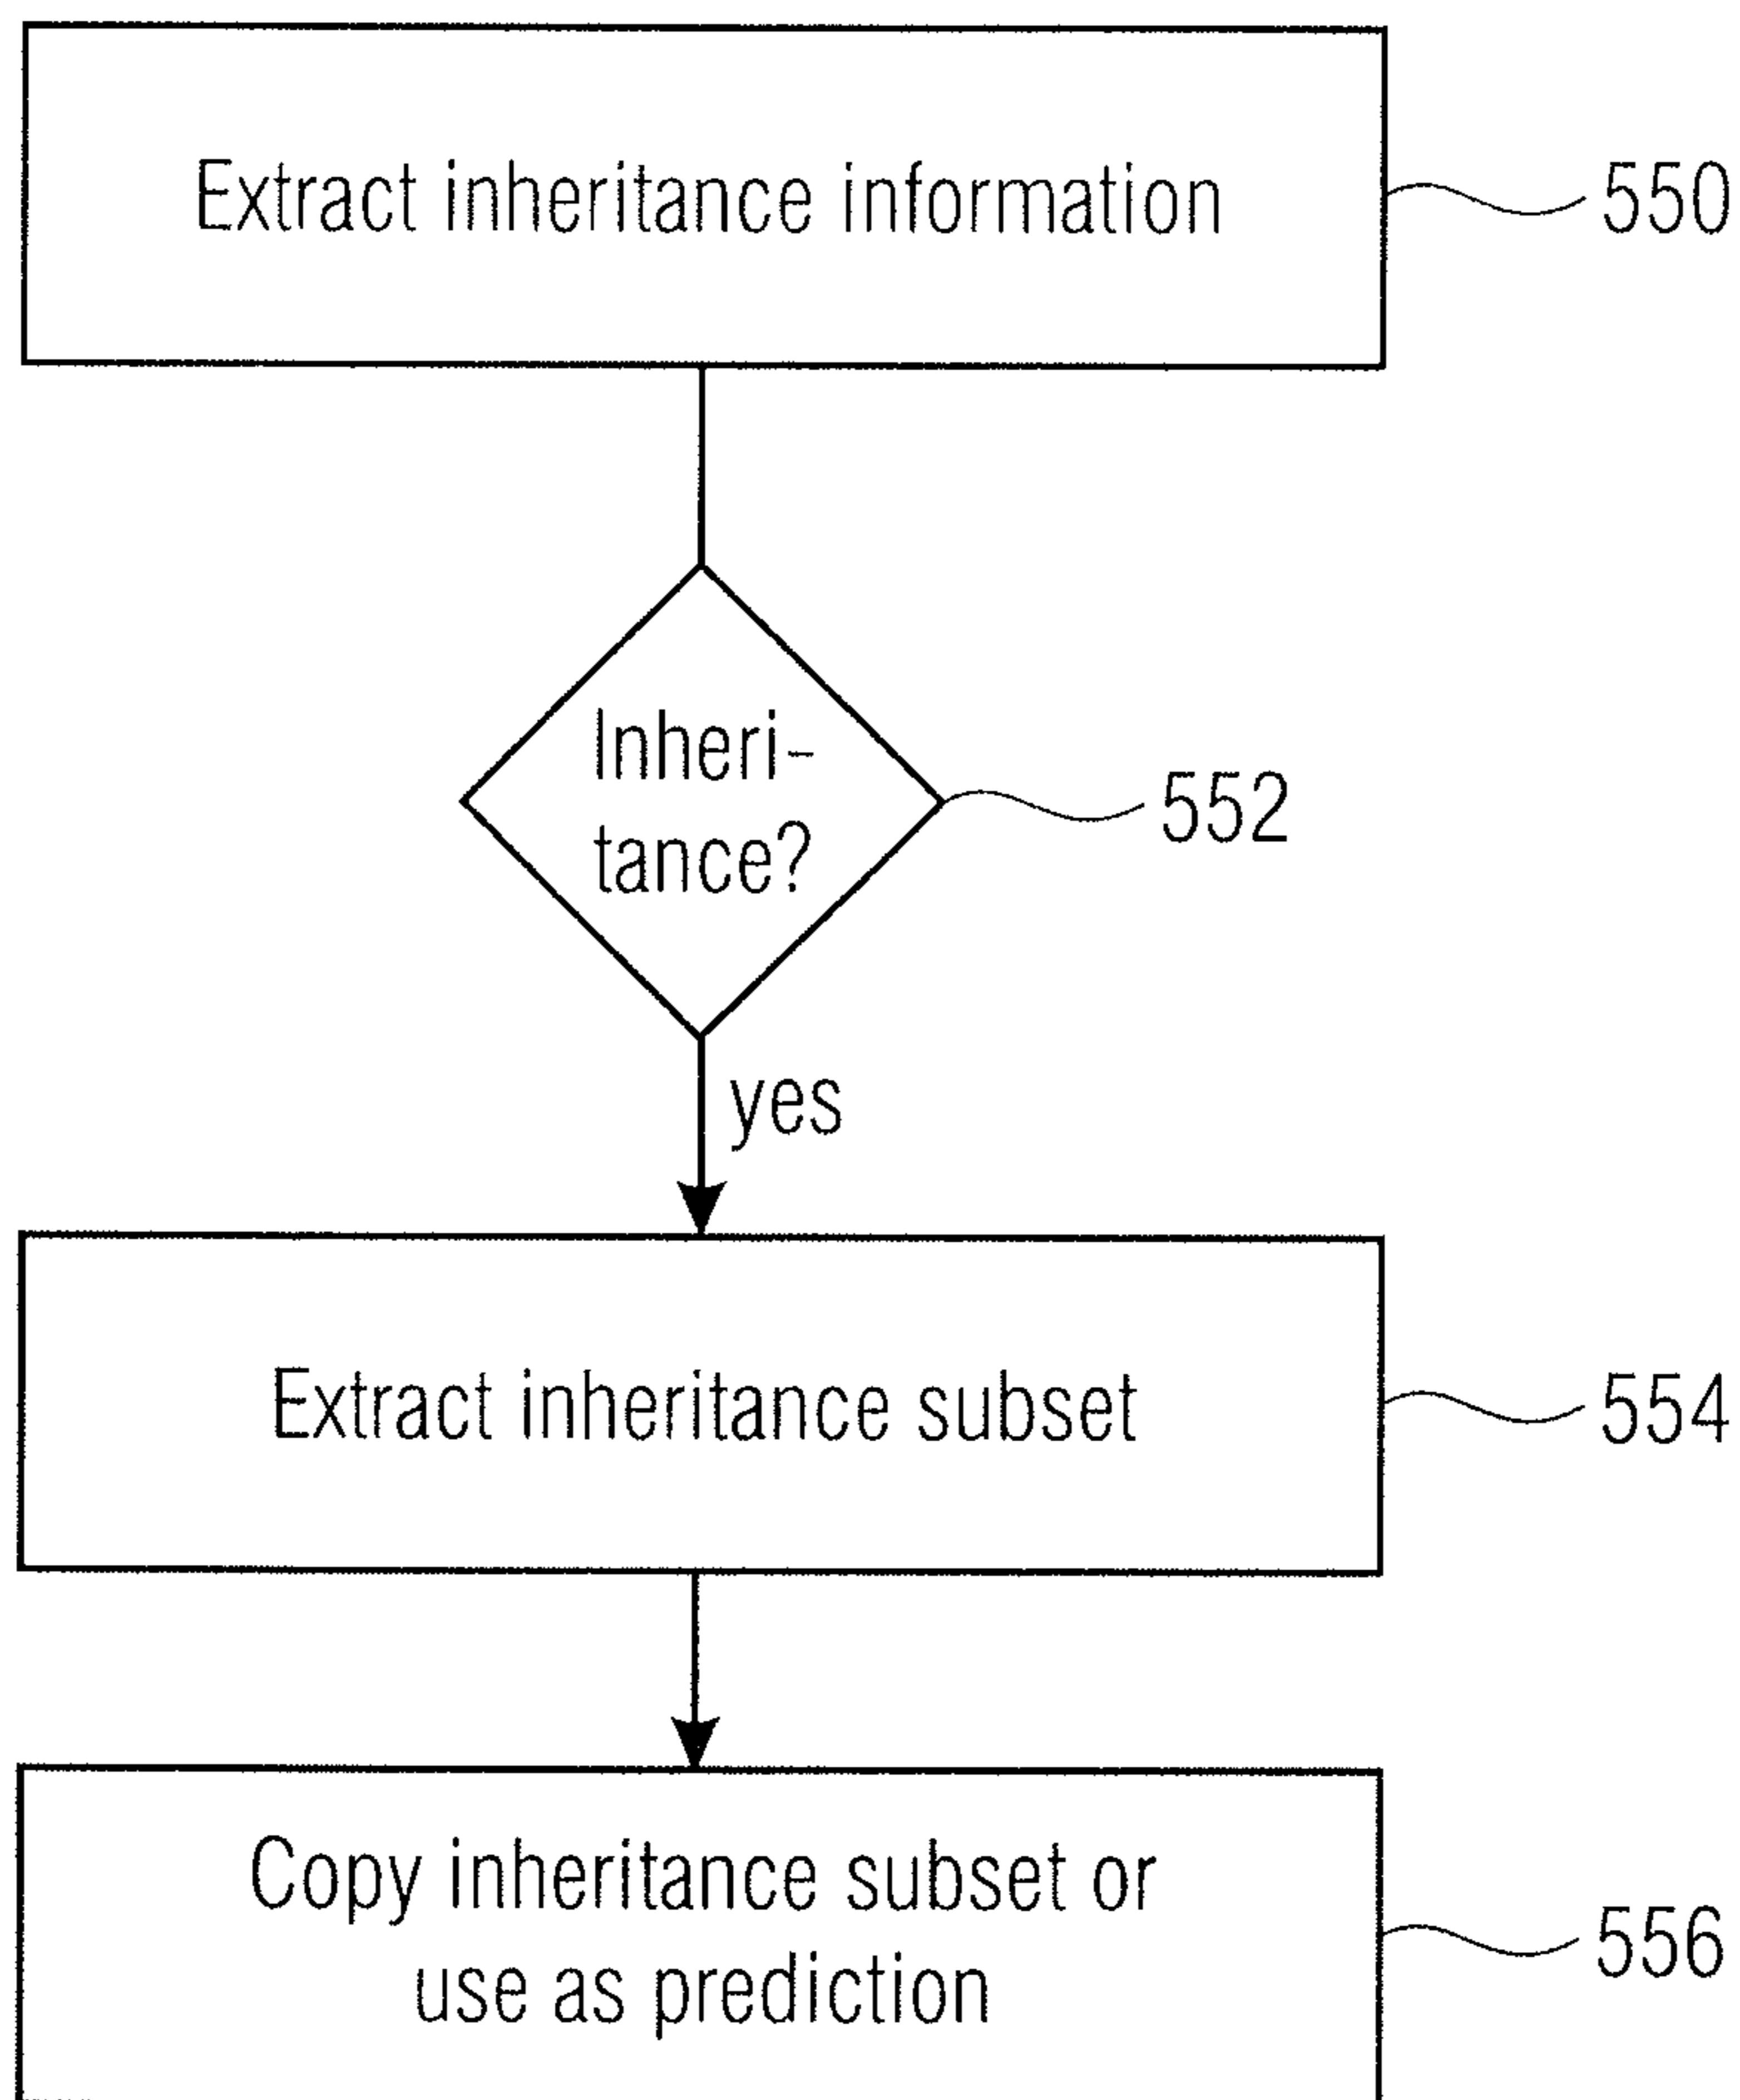 Extract inheritance information
550
Inheri-
tance?
552
yes
Extract inheritance subset
554
Copy inheritance subset or
use as prediction
556